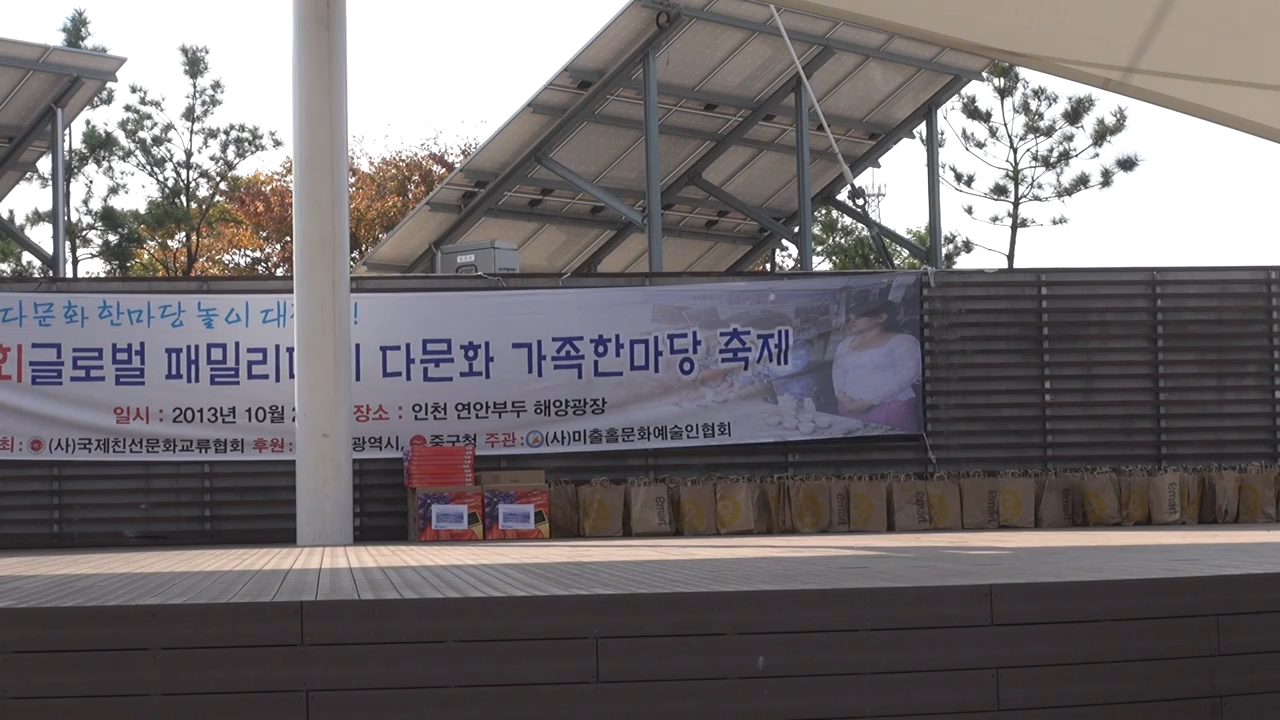 다문화 한마당 놀이 대 !
회글로벌 패밀리 다문화 가족한마당 축제
일시 : 2013년 10월 장소 : 인천 연안부두 해양광장
최 : (사)국제친선문화교류협회 후원 : 광역시, 중구청 주관 : (사)미출홀문화예술인협회
emart